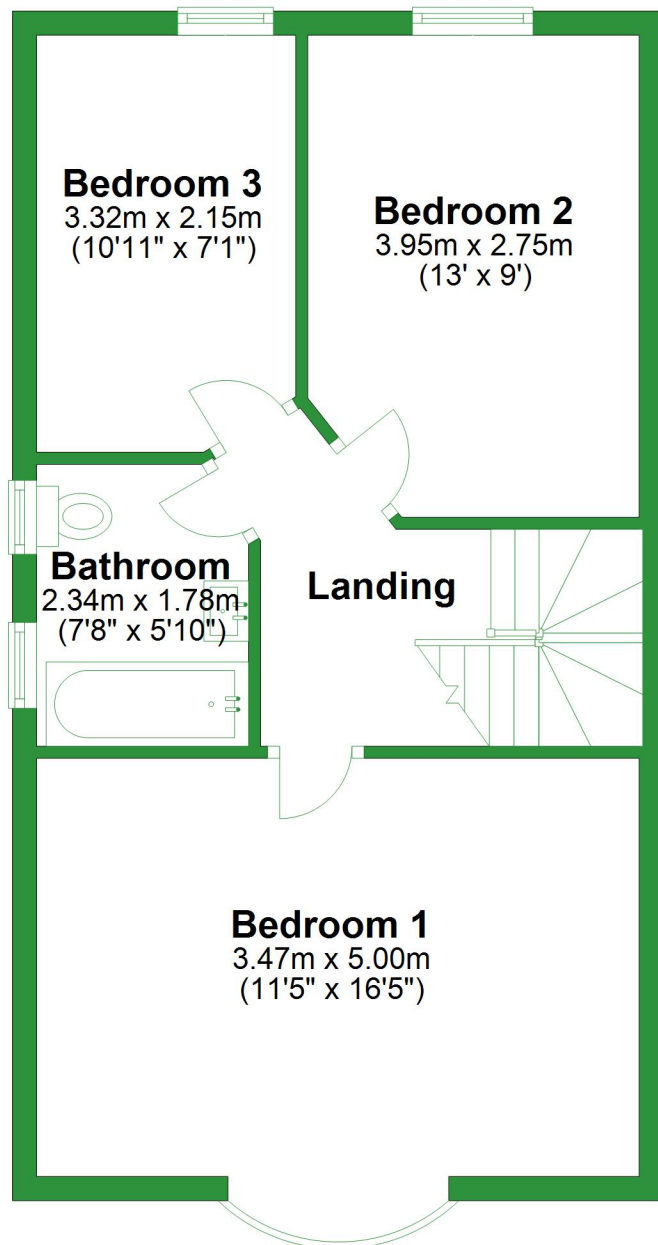 Bedroom 3
3.32m x 2.15m
(10'11" x 7'1")
Bedroom 2
3.95m x 2.75m
(13' x 9')
Bathroom
2.34m x 1.78m
(7'8" x 5'10")
Landing
Bedroom 1
3.47m x 5.00m
(11'5" x 16'5")